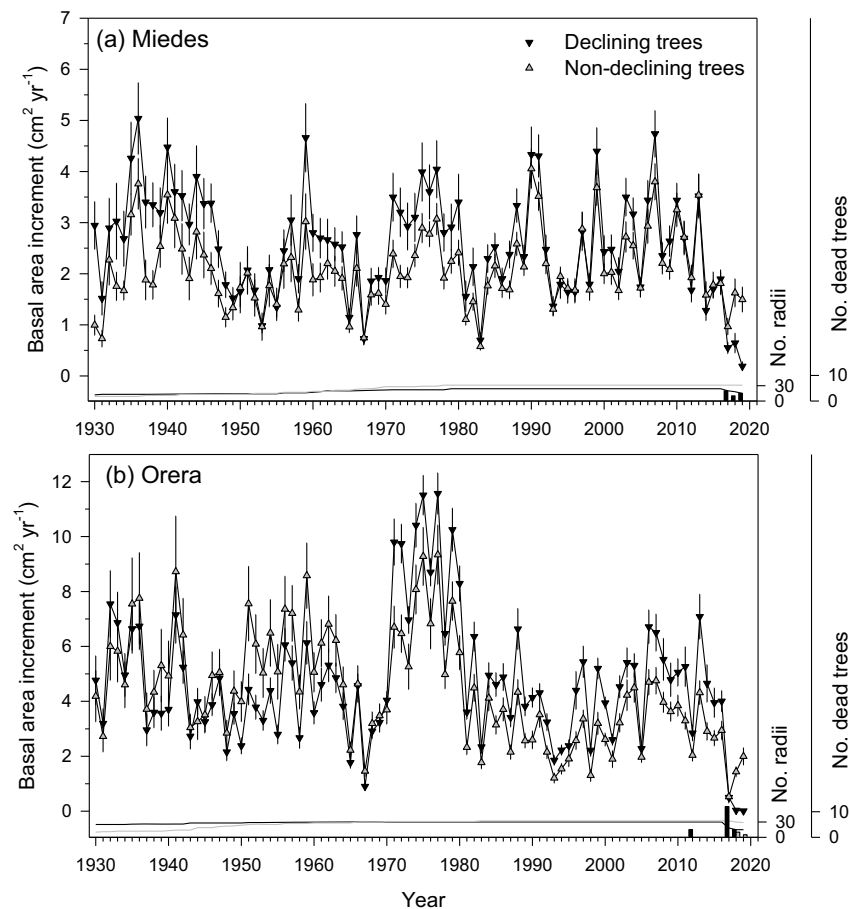 (a) Miedes
Declining trees
Non-declining trees
Basal area increment (cm² yr⁻¹)
7
6
5
4
3
2
1
0
No. radii
30
0
No. dead trees
10
0
1930 1940 1950 1960 1970 1980 1990 2000 2010 2020
(b) Orera
Basal area increment (cm² yr⁻¹)
12
10
8
6
4
2
0
No. radii
30
0
No. dead trees
10
0
1930 1940 1950 1960 1970 1980 1990 2000 2010 2020
Year